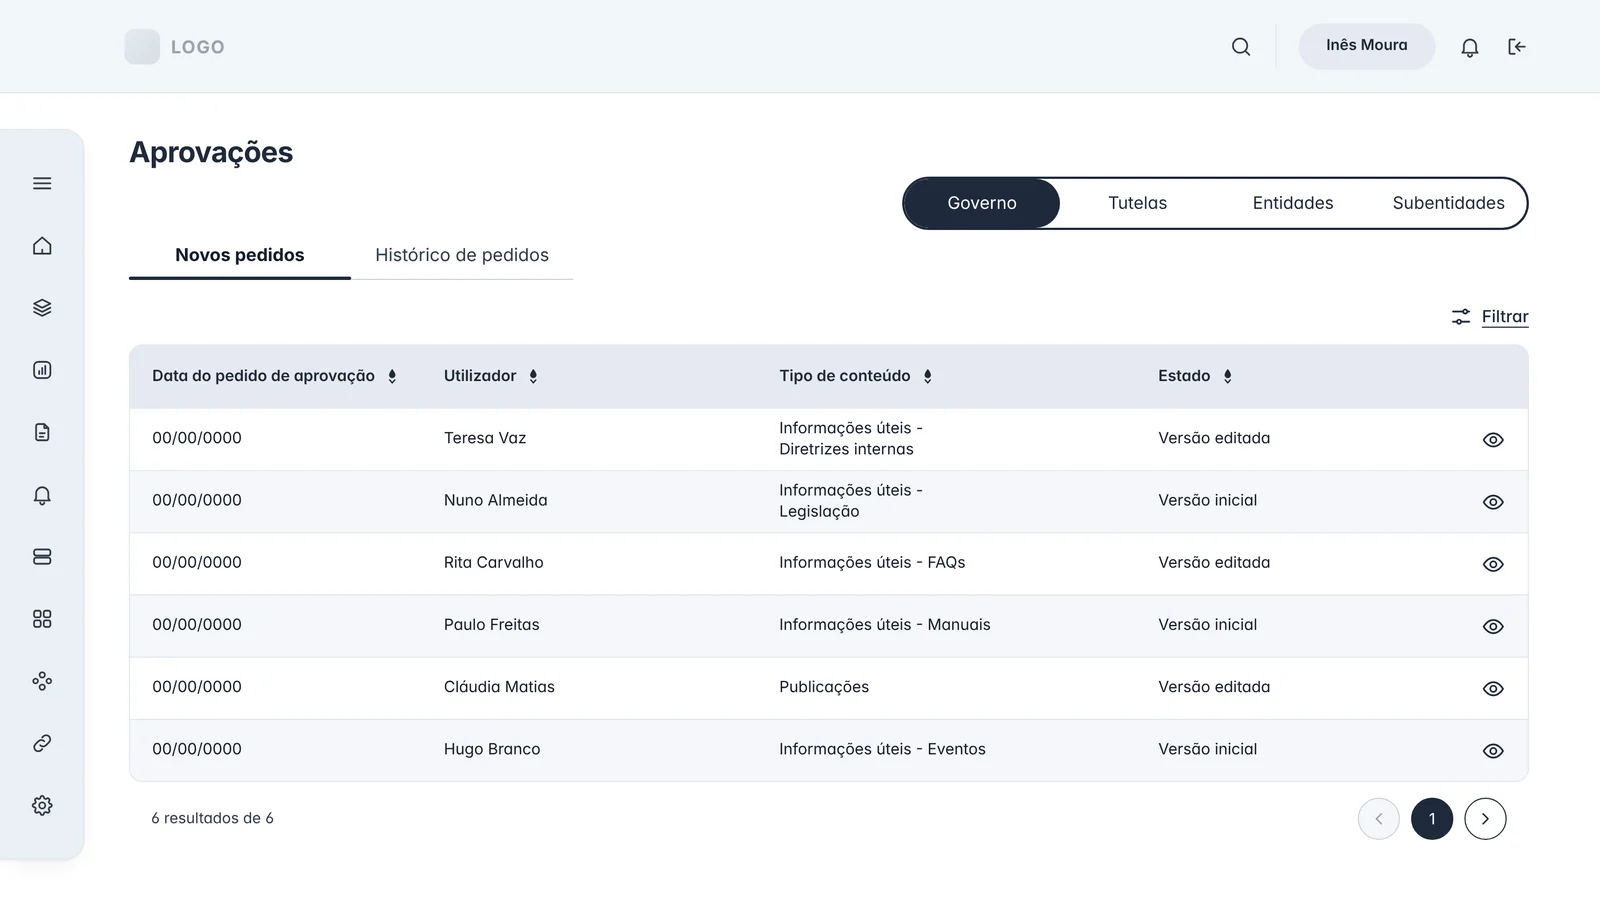 LOGO
Inês Moura
Aprovações
Governo
Tutelas
Entidades
Subentidades
Novos pedidos
Histórico de pedidos
Filtrar
Data do pedido de aprovação
Utilizador
Tipo de conteúdo
Estado
00/00/0000
Teresa Vaz
Informações úteis -
Diretrizes internas
Versão editada
00/00/0000
Nuno Almeida
Informações úteis -
Legislação
Versão inicial
00/00/0000
Rita Carvalho
Informações úteis - FAQs
Versão editada
00/00/0000
Paulo Freitas
Informações úteis - Manuais
Versão inicial
00/00/0000
Cláudia Matias
Publicações
Versão editada
00/00/0000
Hugo Branco
Informações úteis - Eventos
Versão inicial
6 resultados de 6
1